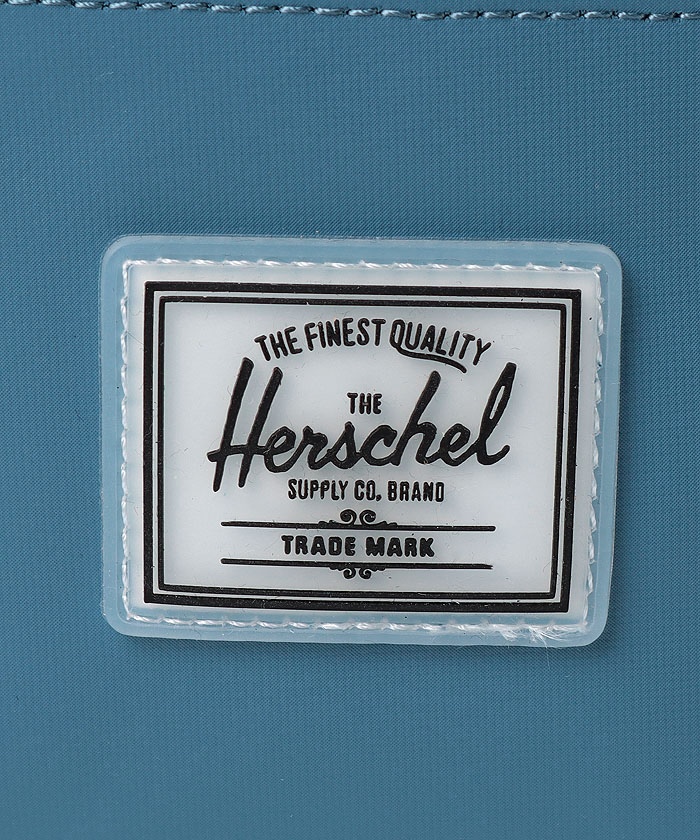 THE FINEST QUALITY
THE
Herschel
SUPPLY CO. BRAND
TRADE MARK